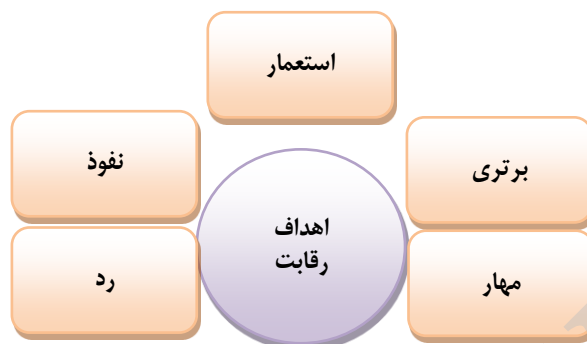 استعمار
برتری
نفوذ
اهداف
رقابت
مهار
رد